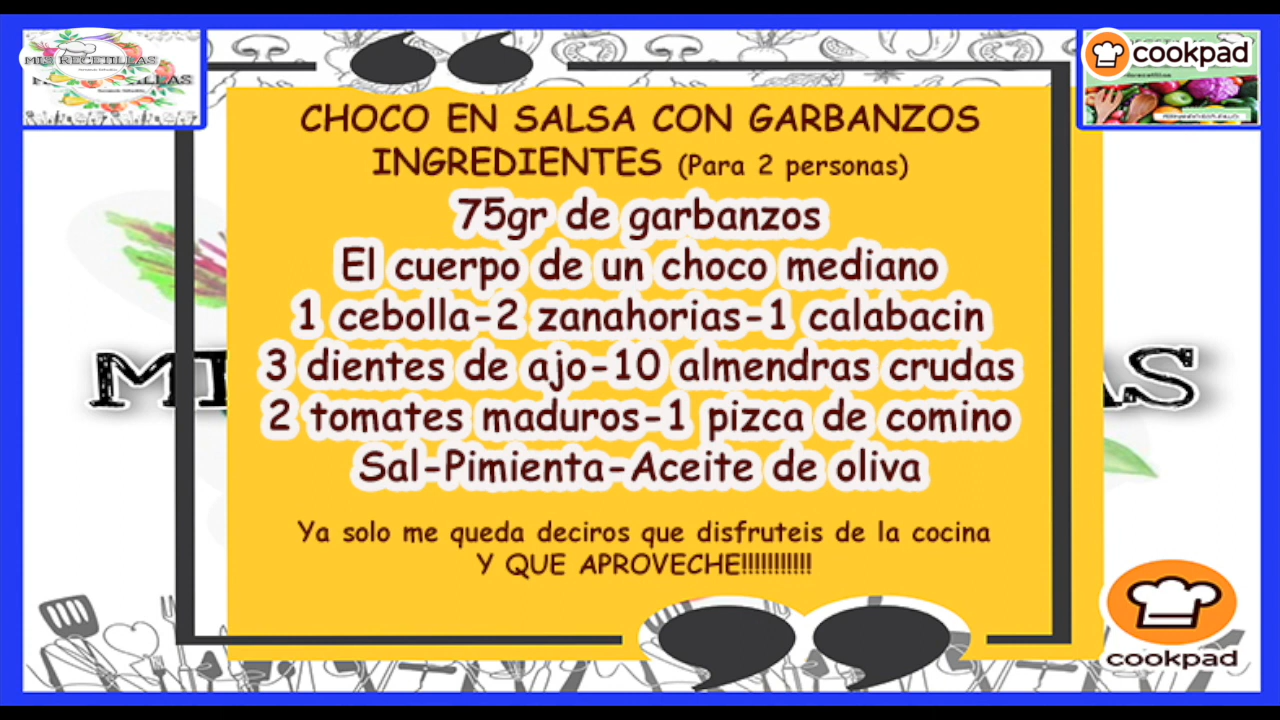 MIS RECETILLAS
cookpad
CHOCO EN SALSA CON GARBANZOS
INGREDIENTES (Para 2 personas)
75gr de garbanzos
El cuerpo de un choco mediano
1 cebolla-2 zanahorias-1 calabacin
3 dientes de ajo-10 almendras crudas
2 tomates maduros-1 pizca de comino
Sal-Pimienta-Aceite de oliva
Ya solo me queda deciros que disfruteis de la cocina
Y QUE APROVECHE!!!!!!!!!!!
cookpad